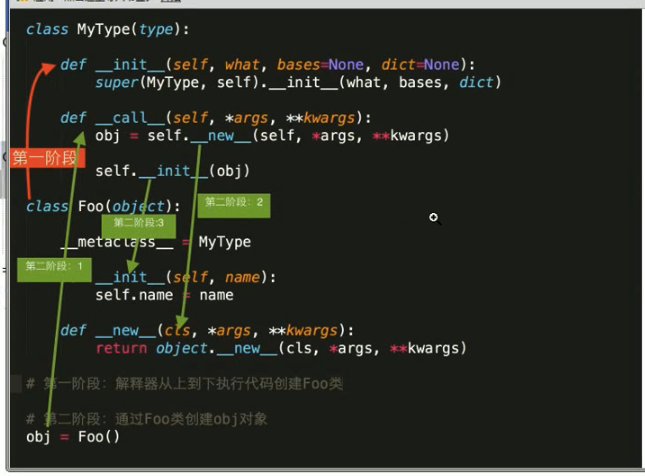 class MyType(type):
def __init__(self, what, bases=None, dict=None):
super(MyType, self).__init__(what, bases, dict)
def __call__(self, *args, **kwargs):
obj = self.__new__(self, *args, **kwargs)
第一阶段
self.__init__(obj)
class Foo(object):
第二阶段：2
第二阶段:3
__metaclass__ = MyType
第二阶段：1
__init__(self, name):
self.name = name
def __new__(cls, *args, **kwargs):
return object.__new__(cls, *args, **kwargs)
# 第一阶段：解释器从上到下执行代码创建Foo类
# 第二阶段：通过Foo类创建obj对象
obj = Foo()